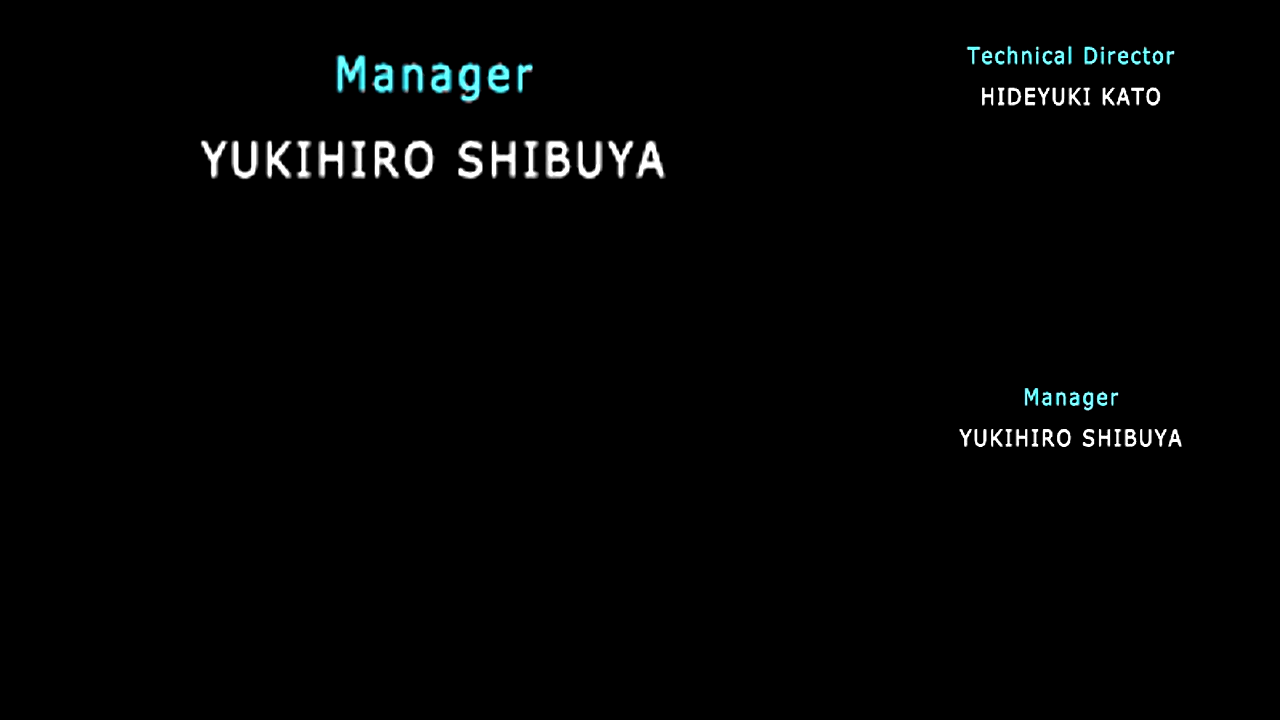 Manager
YUKIHIRO SHIBUYA
Technical Director
HIDEYUKI KATO
Manager
YUKIHIRO SHIBUYA